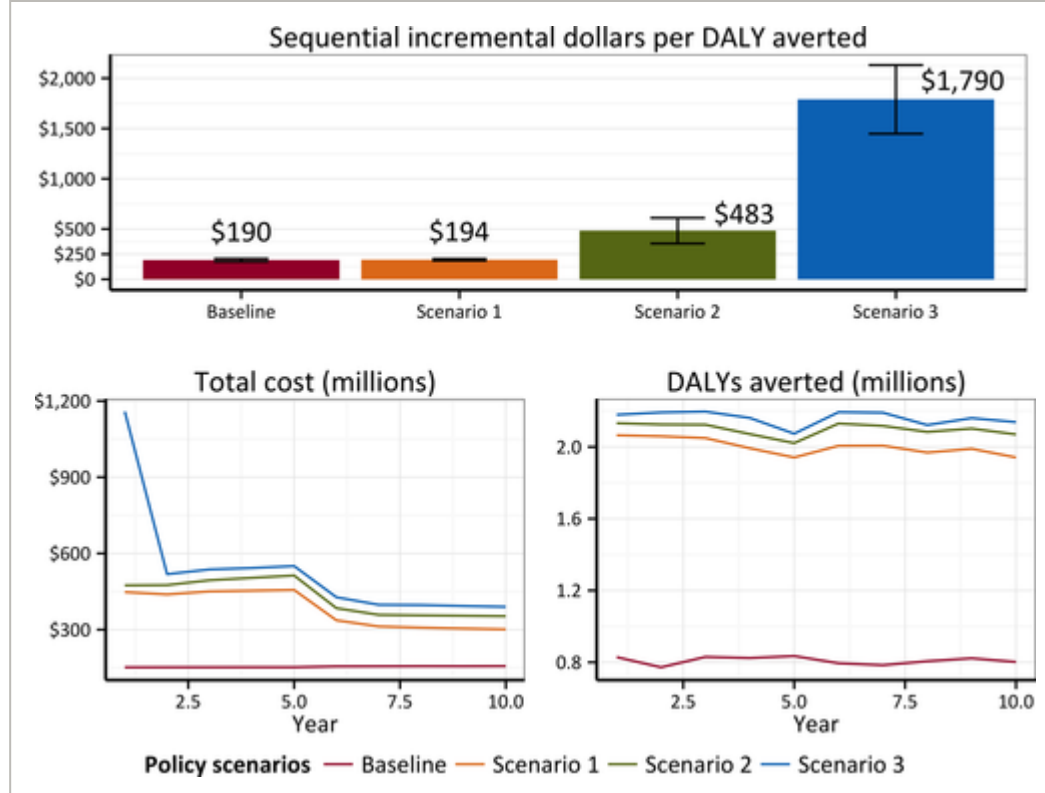 Sequential incremental dollars per DALY averted
$2,000
$1,500
$1,000
$500
$250
$0
$190
$194
$483
$1,790
Baseline
Scenario 1
Scenario 2
Scenario 3
Total cost (millions)
$1,200
$900
$600
$300
2.5
5.0
7.5
10.0
Year
DALYs averted (millions)
2.0
1.6
1.2
0.8
2.5
5.0
7.5
10.0
Year
Policy scenarios Baseline Scenario 1 Scenario 2 Scenario 3